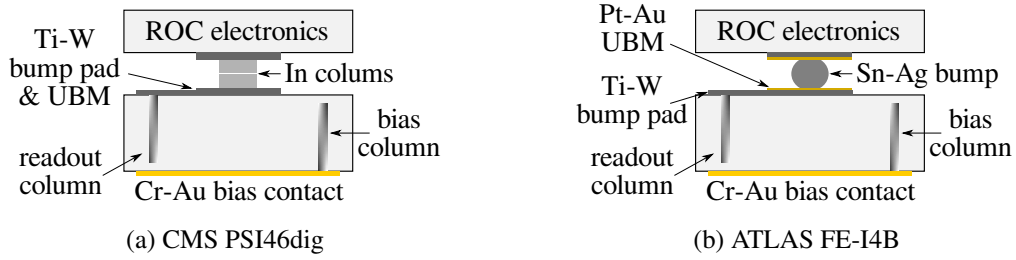 ROC electronics
Ti-W
bump pad
& UBM
In colums
readout
column
bias
column
Cr-Au bias contact
(a) CMS PSI46dig
ROC electronics
Pt-Au
UBM
Sn-Ag bump
Ti-W
bump pad
readout
column
bias
column
Cr-Au bias contact
(b) ATLAS FE-I4B